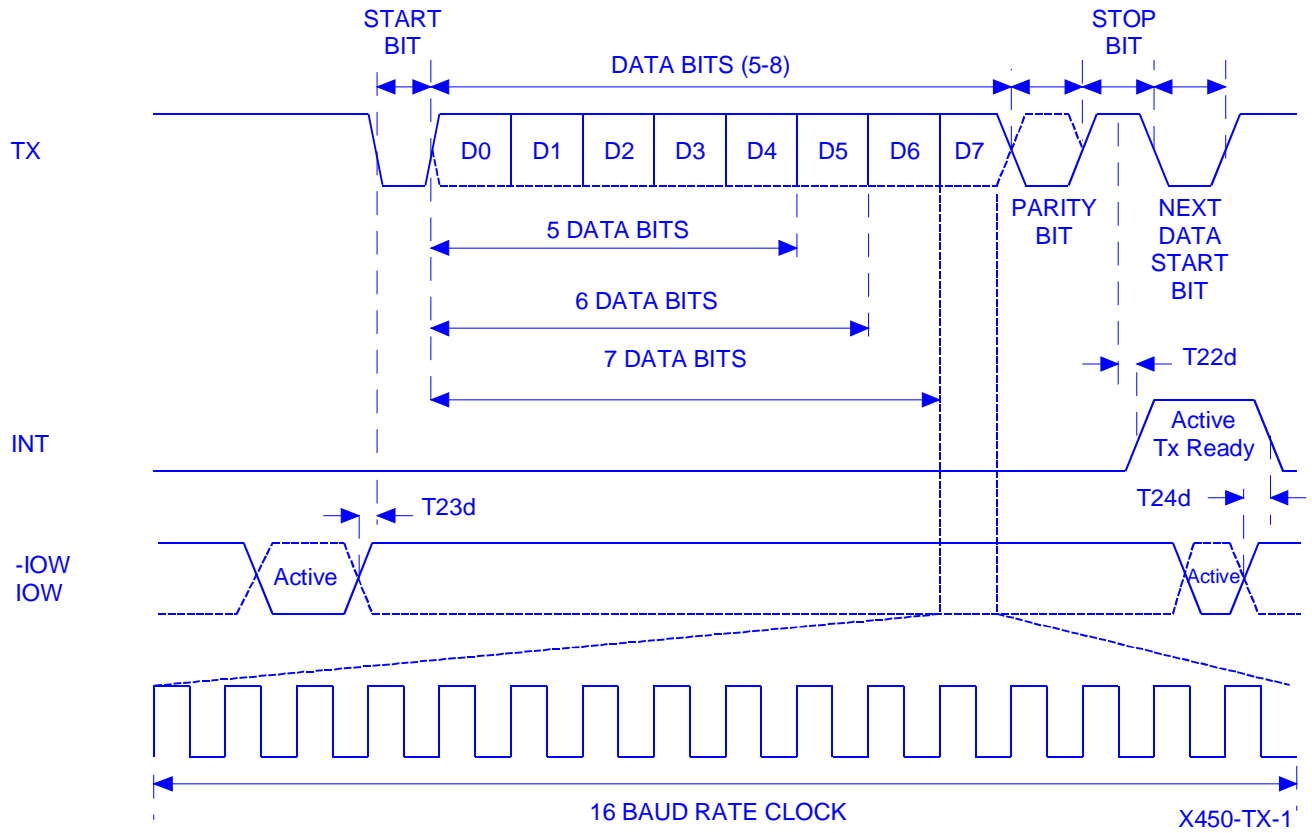 START
BIT
STOP
BIT
DATA BITS (5-8)
TX
D0 D1 D2 D3 D4 D5 D6 D7
PARITY
BIT
NEXT
DATA
START
BIT
5 DATA BITS
6 DATA BITS
7 DATA BITS
T22d
INT
Active
Tx Ready
T23d
T24d
-IOW
IOW
Active
Active
16 BAUD RATE CLOCK
X450-TX-1